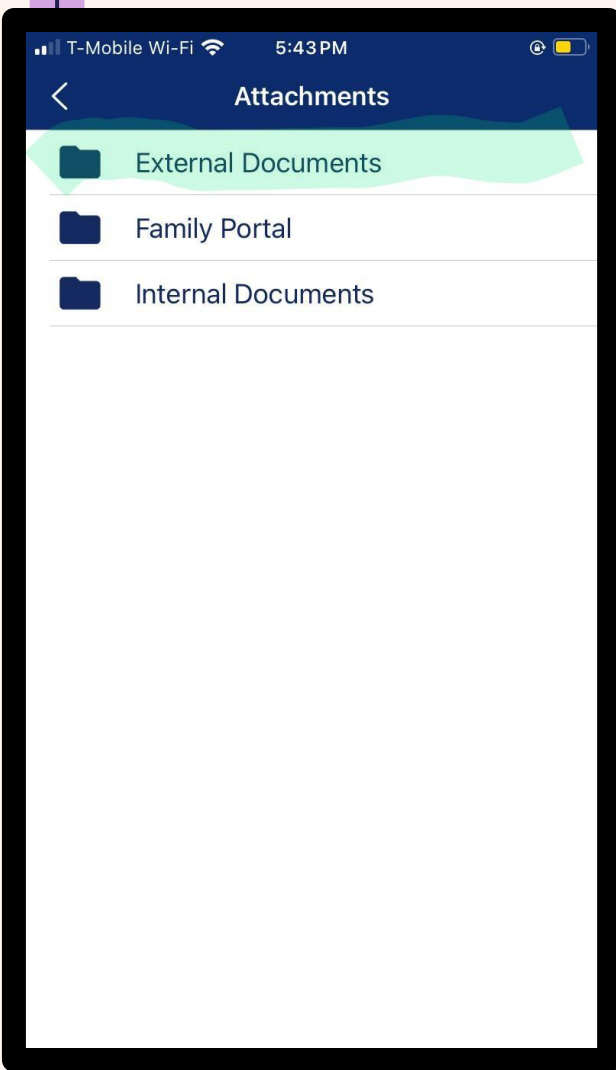 T-Mobile Wi-Fi 5:43 PM
Attachments
External Documents
Family Portal
Internal Documents